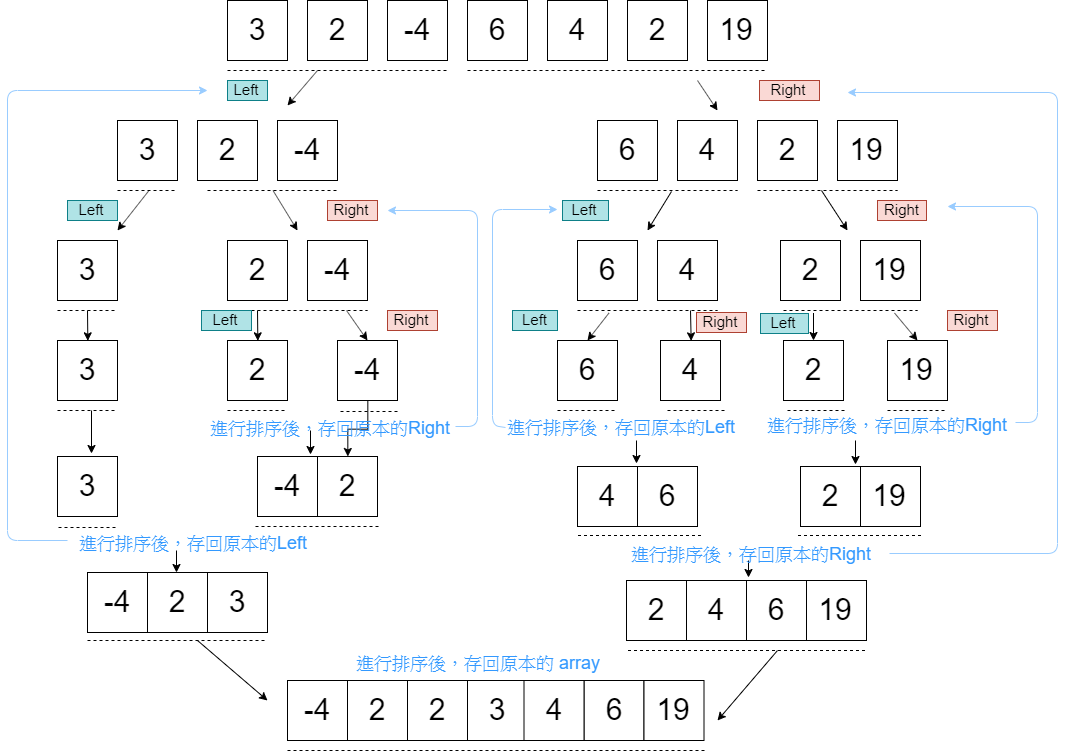 3 2 -4 6 4 2 19
Left Right
3 2 -4 6 4 2 19
Left Right Left Right
3 2 -4 6 4 2 19
Left Right Left Right Left Right
3 2 -4 6 4 2 19
進行排序後，存回原本的Right 進行排序後，存回原本的Left 進行排序後，存回原本的Right
3 -4 2 4 6 2 19
進行排序後，存回原本的Left 進行排序後，存回原本的Right
-4 2 3 2 4 6 19
進行排序後，存回原本的 array
-4 2 2 3 4 6 19